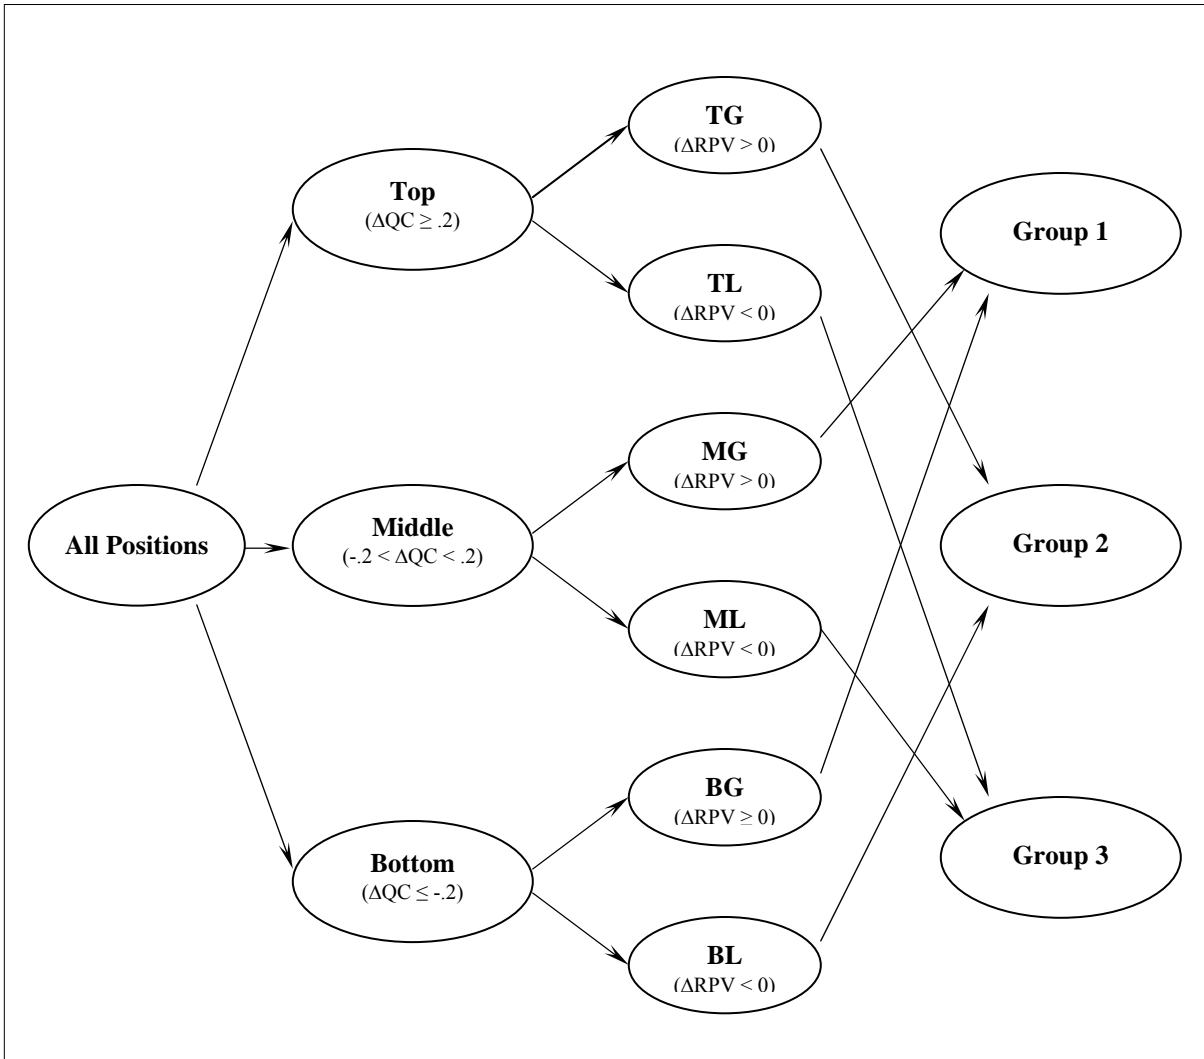 TG
(ΔRPV > 0)
Top
(ΔQC ≥ .2)
Group 1
TL
(ΔRPV < 0)
MG
(ΔRPV > 0)
All Positions
Middle
(-.2 < ΔQC < .2)
Group 2
ML
(ΔRPV < 0)
BG
(ΔRPV ≥ 0)
Bottom
(ΔQC ≤ -.2)
Group 3
BL
(ΔRPV < 0)